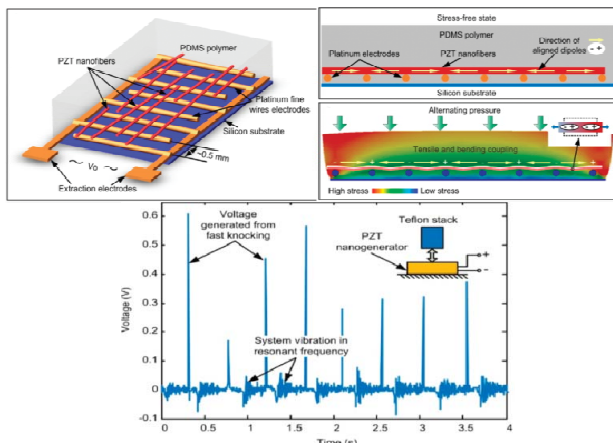 PDMS polymer
PZT nanofibers
Platinum fine
wires electrodes
Silicon substrate
~0.5 mm
Extraction electrodes
Stress-free state
PDMS polymer
Direction of
aligned dipoles
Platinum electrodes
PZT nanofibers
- +
Silicon substrate
Alternating pressure
Tensile and bending coupling
High stress
Low stress
Voltage
generated from
fast knocking
Teflon stack
PZT
nanogenerator
+
-
System vibration in
resonant frequency
Voltage (V)
0.6
0.5
0.4
0.3
0.2
0.1
0
-0.1
0 0.5 1 1.5 2 2.5 3 3.5 4
Time (s)